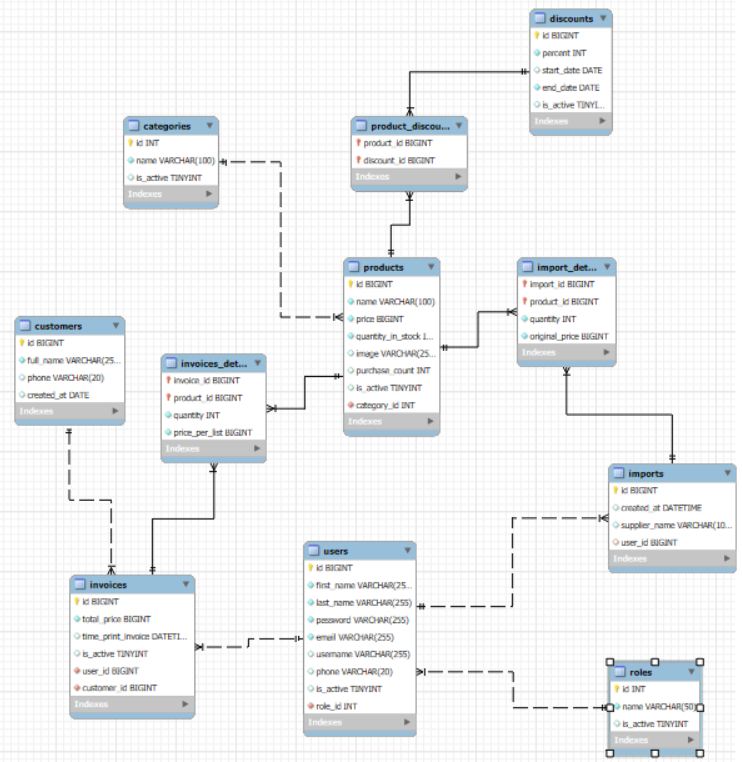 discounts
id BIGINT
percent INT
start_date DATE
end_date DATE
is_active TINYI...
Indexes
categories
id INT
name VARCHAR(100)
is_active TINYINT
Indexes
product_discou...
product_id BIGINT
discount_id BIGINT
Indexes
products
id BIGINT
name VARCHAR(100)
price BIGINT
quantity_in_stock I...
image VARCHAR(25...
purchase_count INT
is_active TINYINT
category_id INT
Indexes
import_det...
import_id BIGINT
product_id BIGINT
quantity INT
original_price BIGINT
Indexes
customers
id BIGINT
full_name VARCHAR(25...
phone VARCHAR(20)
created_at DATE
Indexes
invoices_det...
invoice_id BIGINT
product_id BIGINT
quantity INT
price_per_list BIGINT
Indexes
imports
id BIGINT
created_at DATETIME
supplier_name VARCHAR(10...
user_id BIGINT
Indexes
users
id BIGINT
first_name VARCHAR(25...
last_name VARCHAR(255)
password VARCHAR(255)
email VARCHAR(255)
username VARCHAR(255)
phone VARCHAR(20)
is_active TINYINT
role_id INT
Indexes
invoices
id BIGINT
total_price BIGINT
time_print_invoice DATETI...
is_active TINYINT
user_id BIGINT
customer_id BIGINT
Indexes
roles
id INT
name VARCHAR(50)
is_active TINYINT
Indexes